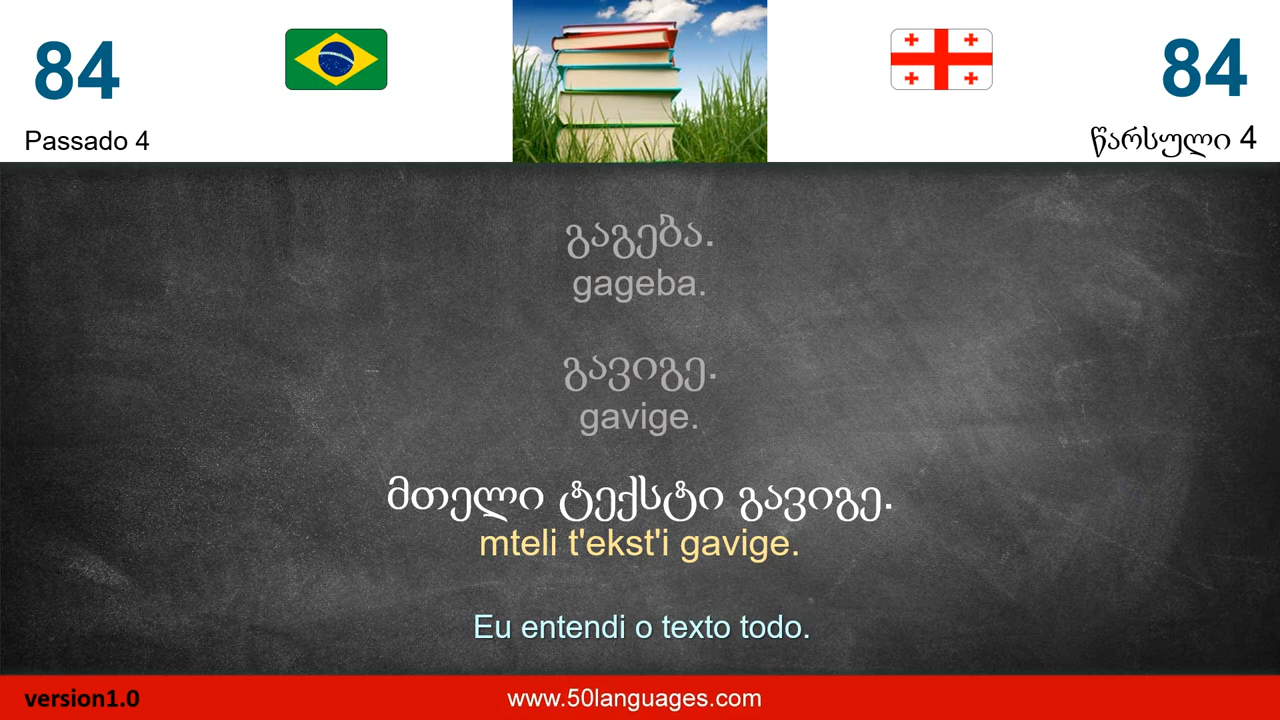 84
84
Passado 4
წარსული 4
გაგება.
gageba.
გავიგე.
gavige.
მთელი ტექსტი გავიგე.
mteli t'ekst'i gavige.
Eu entendi o texto todo.
version1.0
www.50languages.com